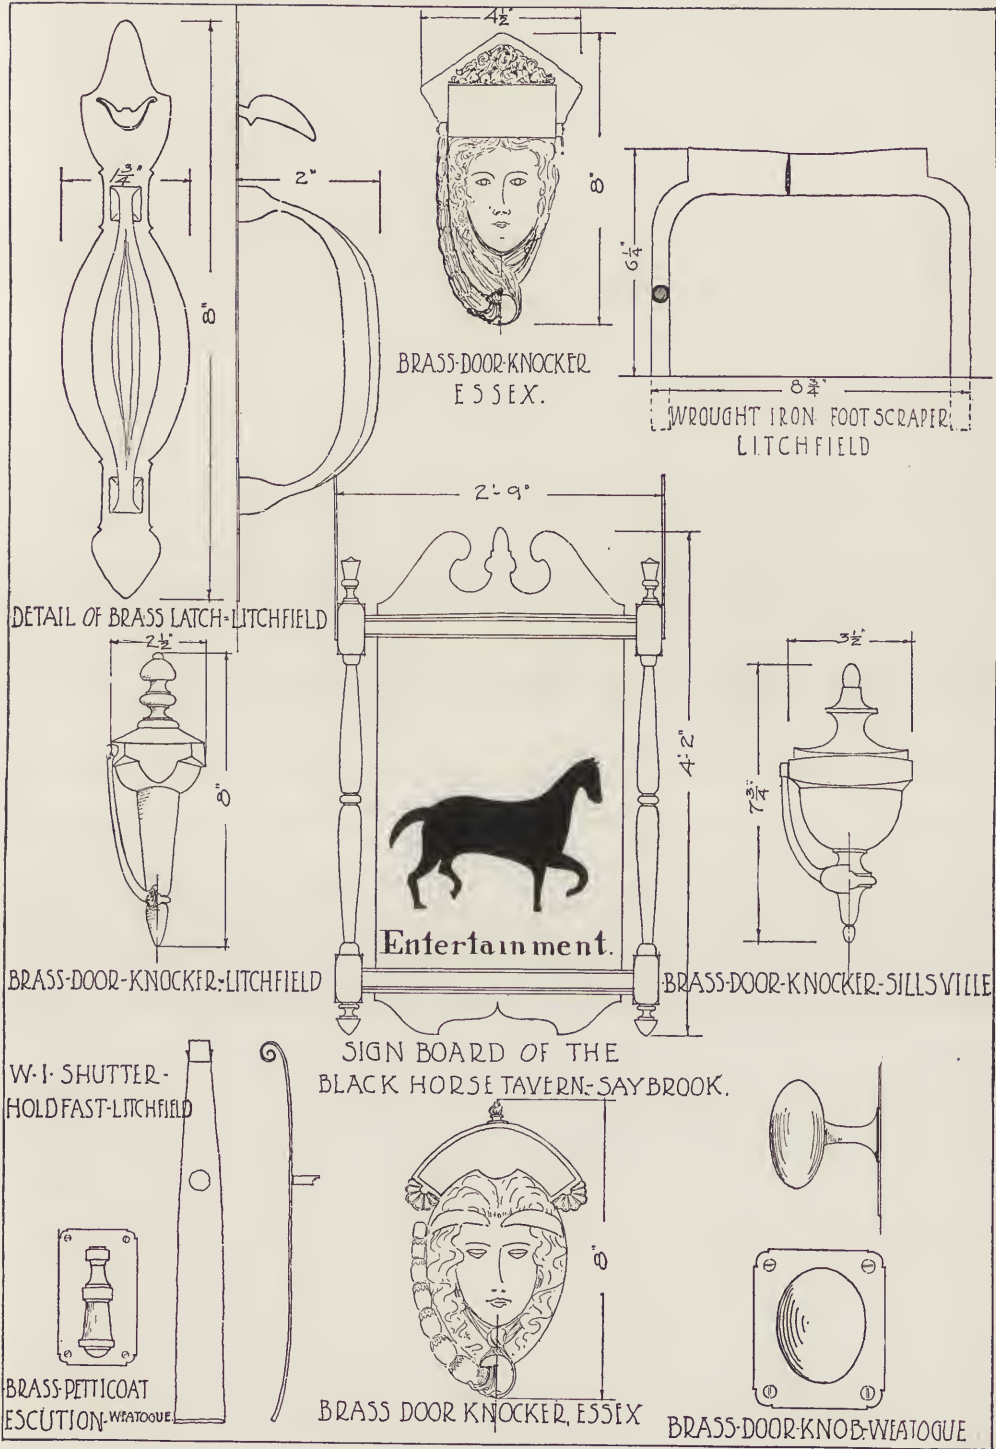 4½"
1¾"
2"
8"
8"
6¼"
BRASS-DOOR-KNOCKER
ESSEX.
8¾"
WROUGHT IRON FOOTSCRAPER
LITCHFIELD
2'-9"
DETAIL OF BRASS LATCH-LITCHFIELD
2½"
3½"
8"
4'-2"
7¾"
Entertainment.
BRASS-DOOR-KNOCKER-LITCHFIELD
BRASS-DOOR-KNOCKER-SILLSVILLE
SIGN BOARD OF THE
BLACK HORSE TAVERN-SAYBROOK.
W.I. SHUTTER-
HOLDFAST-LITCHFIELD
8"
BRASS-PETTICOAT
ESCUTION-WEATOGUE
BRASS DOOR KNOCKER, ESSEX
BRASS-DOOR-KNOB-WEATOGUE